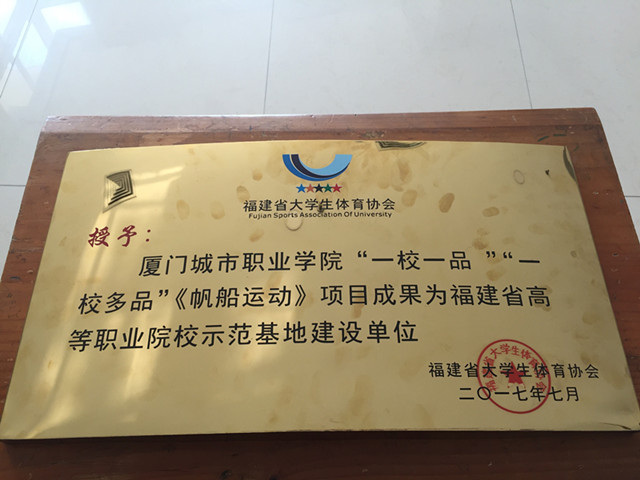 福建省大学生体育协会
Fujian Sports Association Of University
授予：
厦门城市职业学院“一校一品”“一
校多品”《帆船运动》项目成果为福建省高
等职业院校示范基地建设单位
福建省大学生体育协会
二〇一七年七月